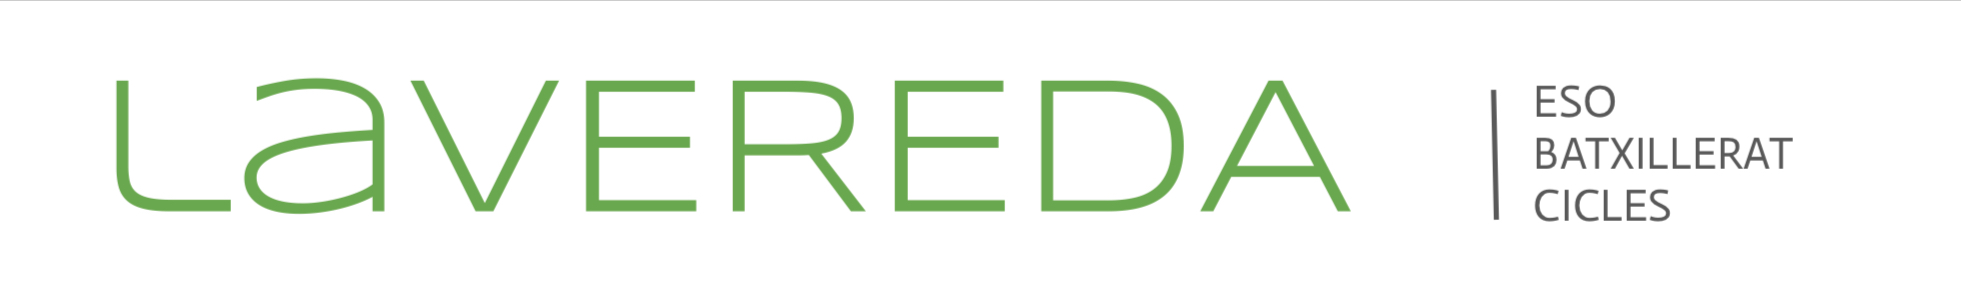 LaVEREDA
ESO
BATXILLERAT
CICLES